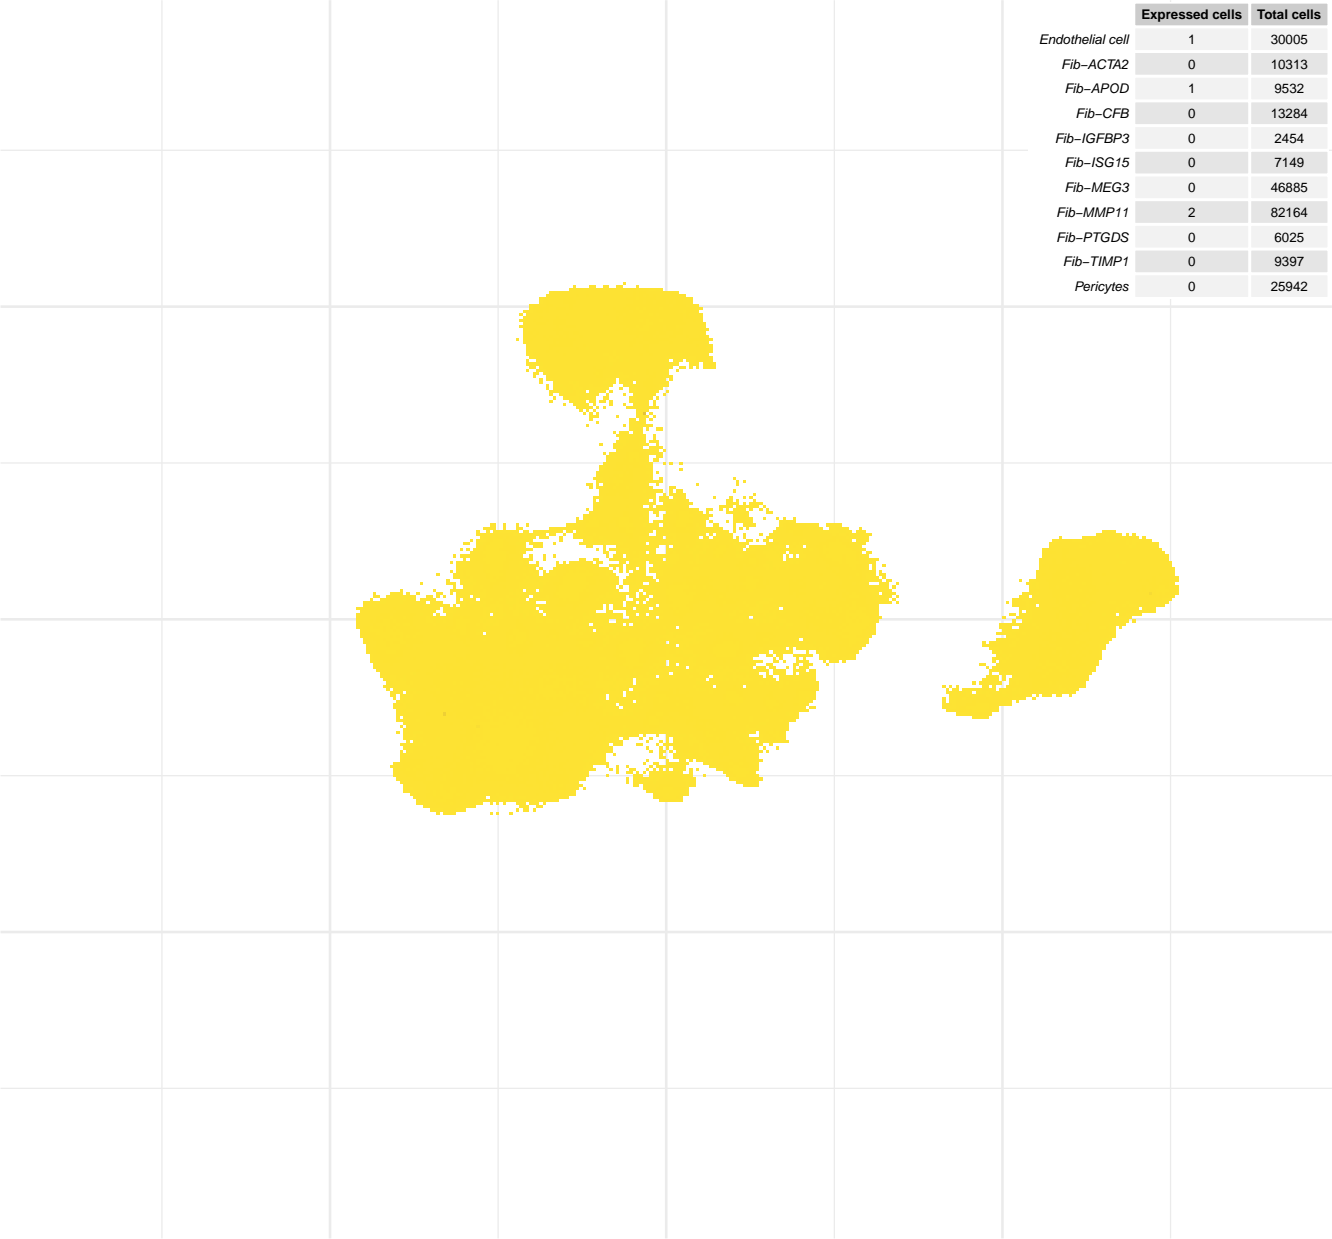 Expressed cells Total cells
Endothelial cell 1 30005
Fib−ACTA2 0 10313
Fib−APOD 1 9532
Fib−CFB 0 13284
Fib−IGFBP3 0 2454
Fib−ISG15 0 7149
Fib−MEG3 0 46885
Fib−MMP11 2 82164
Fib−PTGDS 0 6025
Fib−TIMP1 0 9397
Pericytes 0 25942